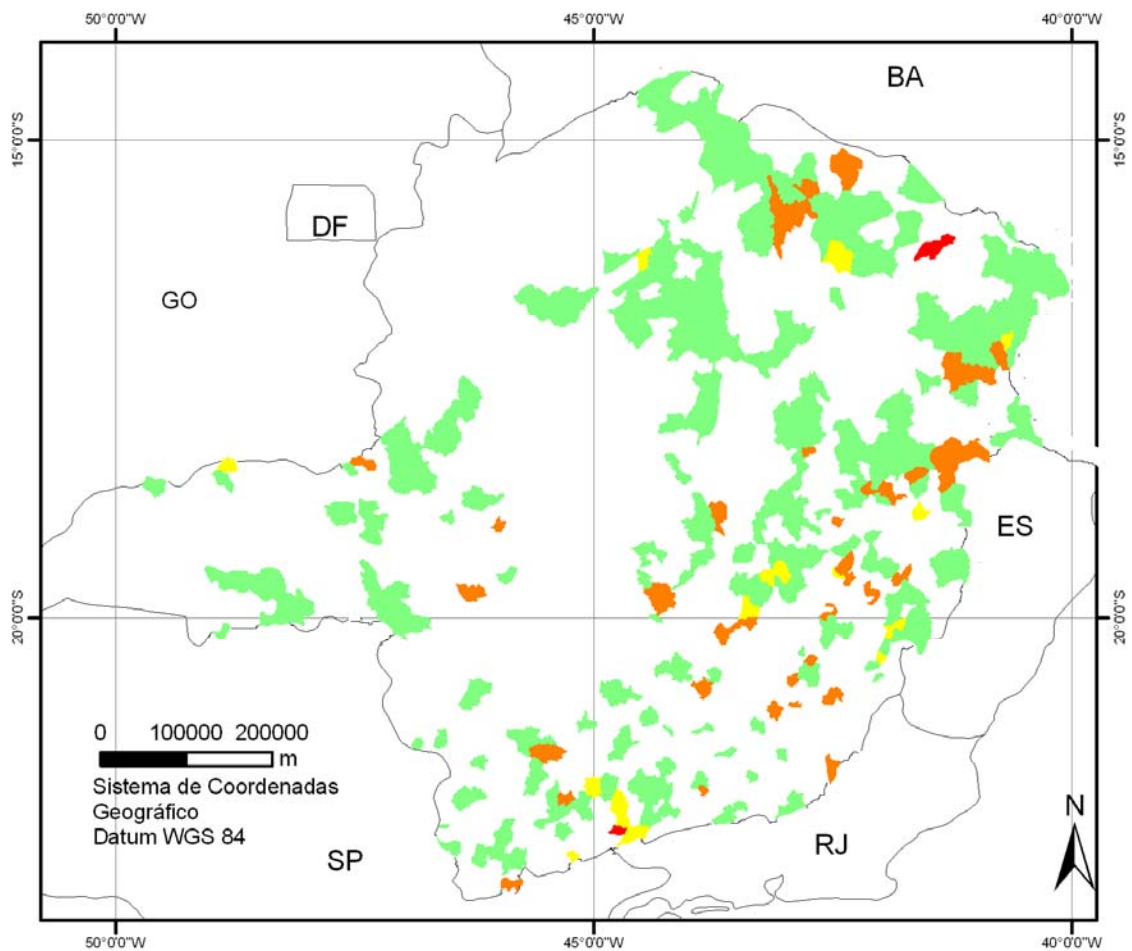 50°0'0"W 45°0'0"W 40°0'0"W
BA
15°0'0"S 15°0'0"S
DF
GO
ES
20°0'0"S 20°0'0"S
0 100000 200000
m
Sistema de Coordenadas
Geográfico
Datum WGS 84
N
SP
RJ
50°0'0"W 45°0'0"W 40°0'0"W